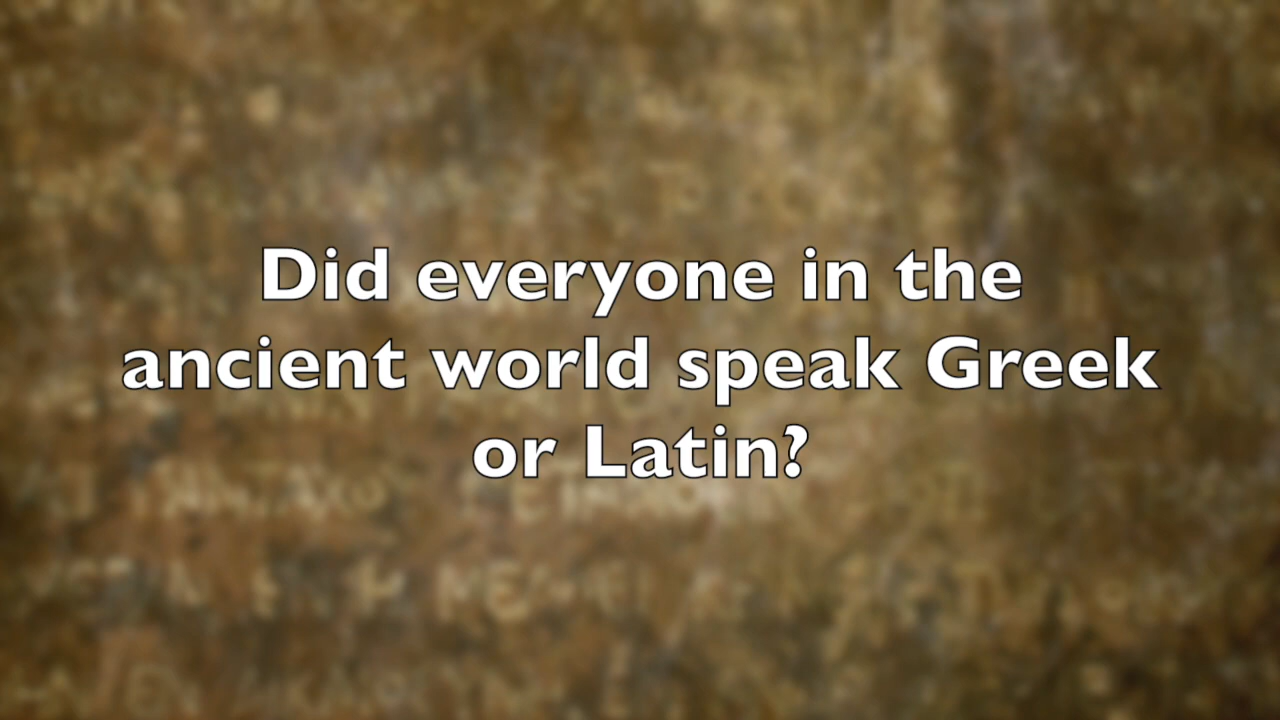 Did everyone in the
ancient world speak Greek
or Latin?